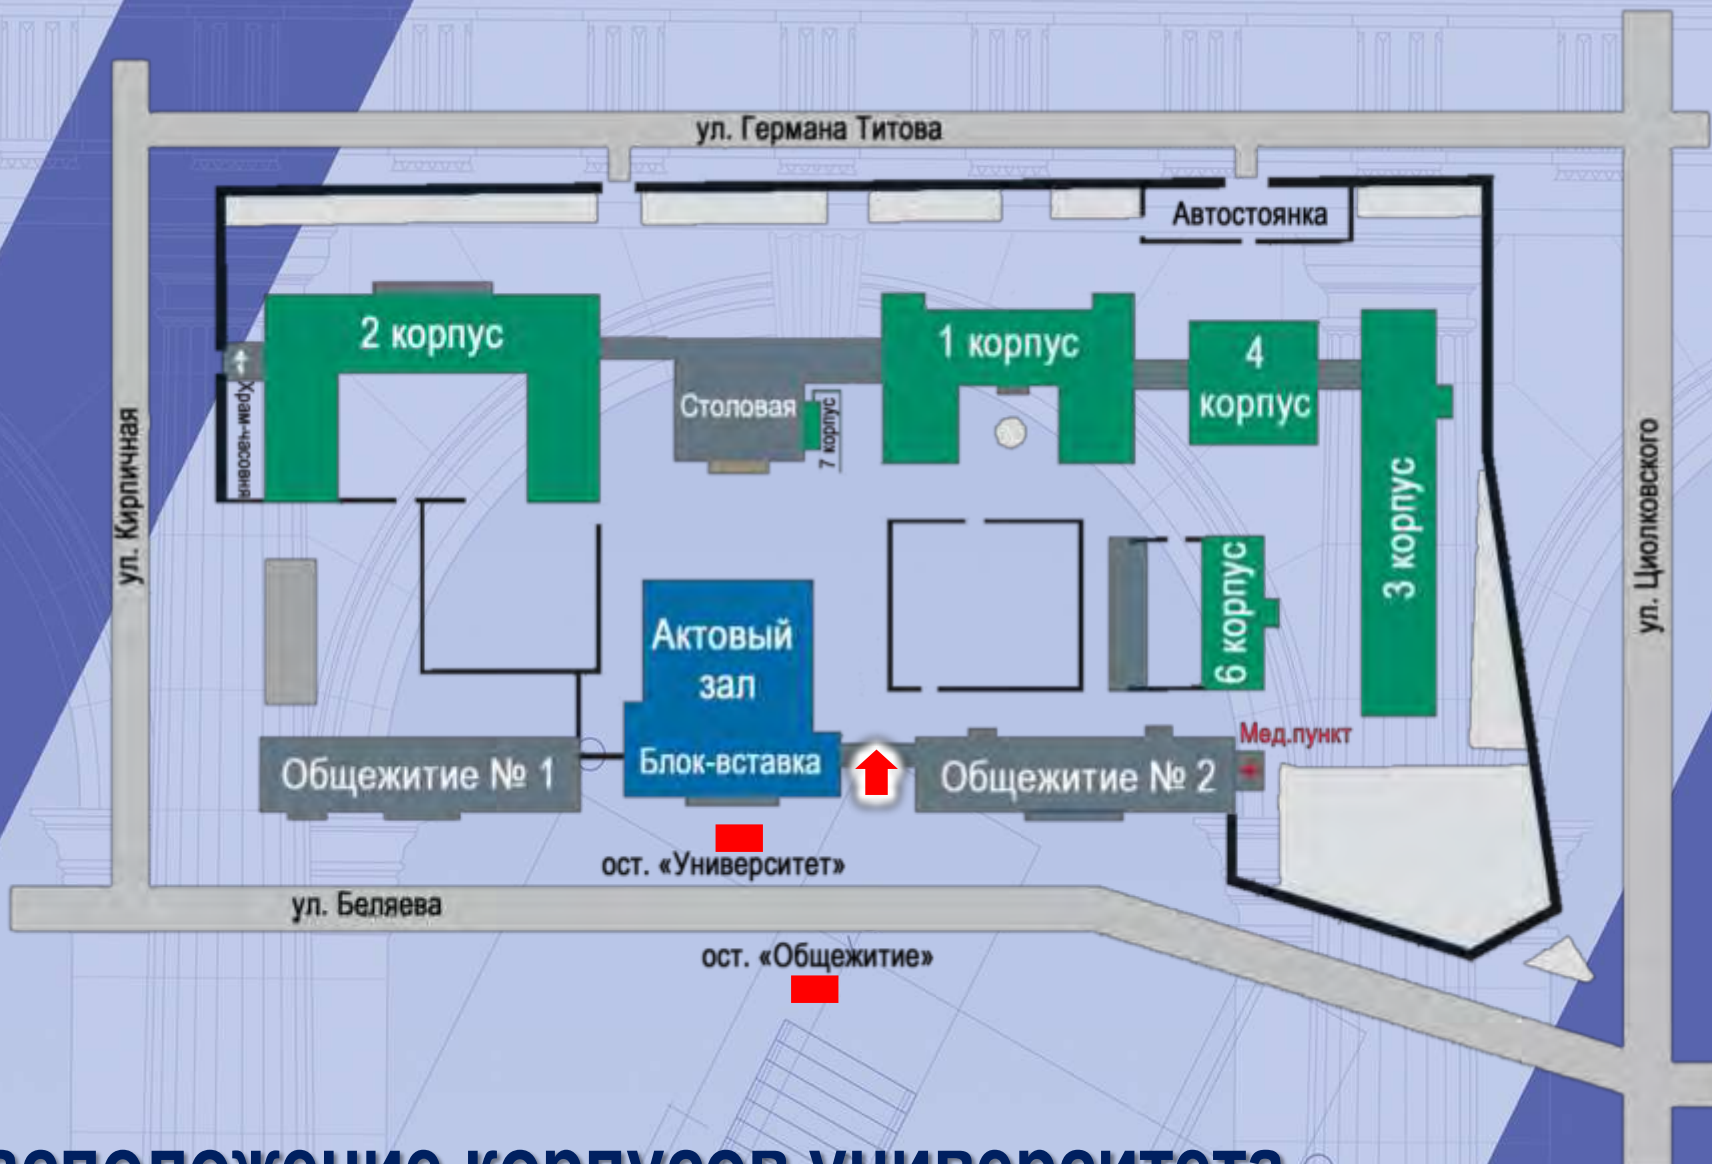 ул. Германа Титова
Автостоянка
2 корпус
1 корпус
4
корпус
Столовая
7 корпус
Храм-часовня
ул. Кирпичная
3 корпус
ул. Циолковского
6 корпус
Актовый
зал
Блок-вставка
Мед.пункт
Общежитие № 1
Общежитие № 2
ост. «Университет»
ул. Беляева
ост. «Общежитие»
корпусов университета